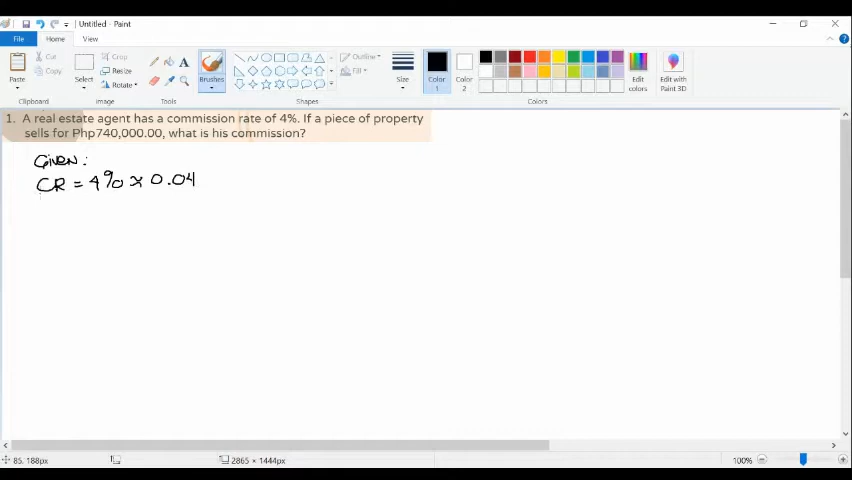 Untitled - Paint
File
Home
View
Paste
Cut
Copy
Clipboard
Select
Crop
Resize
Rotate
Image
Tools
Brushes
Outline
Fill
Shapes
Size
Color 1
Color 2
Edit colors
Edit with Paint 3D
Colors
1. A real estate agent has a commission rate of 4%. If a piece of property
sells for Php740,000.00, what is his commission?
Given:
CR = 4% ≈ 0.04
85, 188px
2865 × 1444px
100%